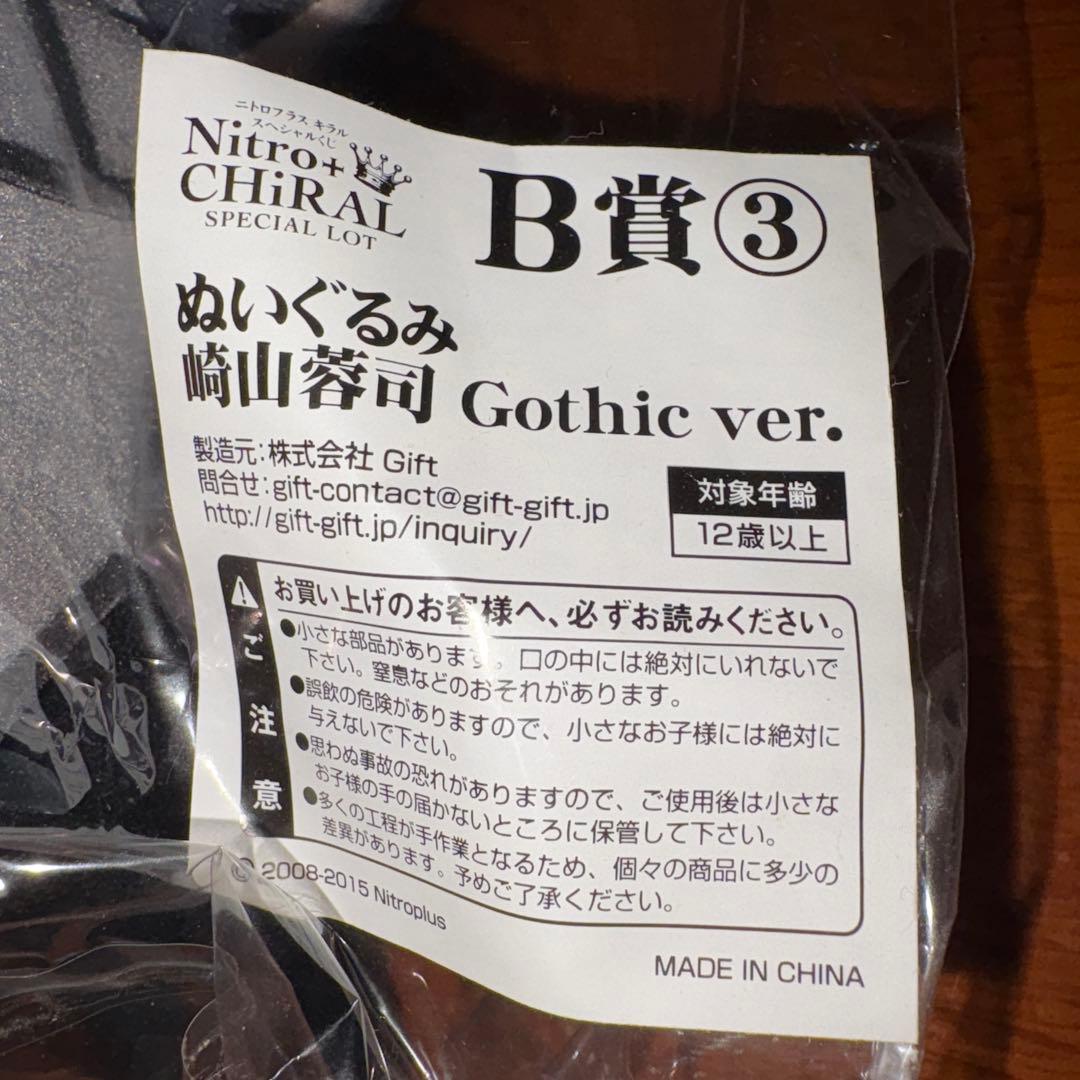 ニトロプラス キラル
スペシャルくじ
Nitro+
CHiRAL
SPECIAL LOT
B賞③
ぬいぐるみ
崎山蓉司 Gothic ver.
製造元:株式会社 Gift
問合せ:gift-contact@gift-gift.jp
http://gift-gift.jp/inquiry/
対象年齢
12歳以上
ご注意
お買い上げのお客様へ、必ずお読みください。
●小さな部品があります。口の中には絶対にいれないで
下さい。窒息などのおそれがあります。
●誤飲の危険がありますので、小さなお子様には絶対に
与えないで下さい。
●思わぬ事故の恐れがありますので、ご使用後は小さな
お子様の手の届かないところに保管して下さい。
●多くの工程が手作業となるため、個々の商品に多少の
差異があります。予めご了承ください。
© 2008-2015 Nitroplus
MADE IN CHINA